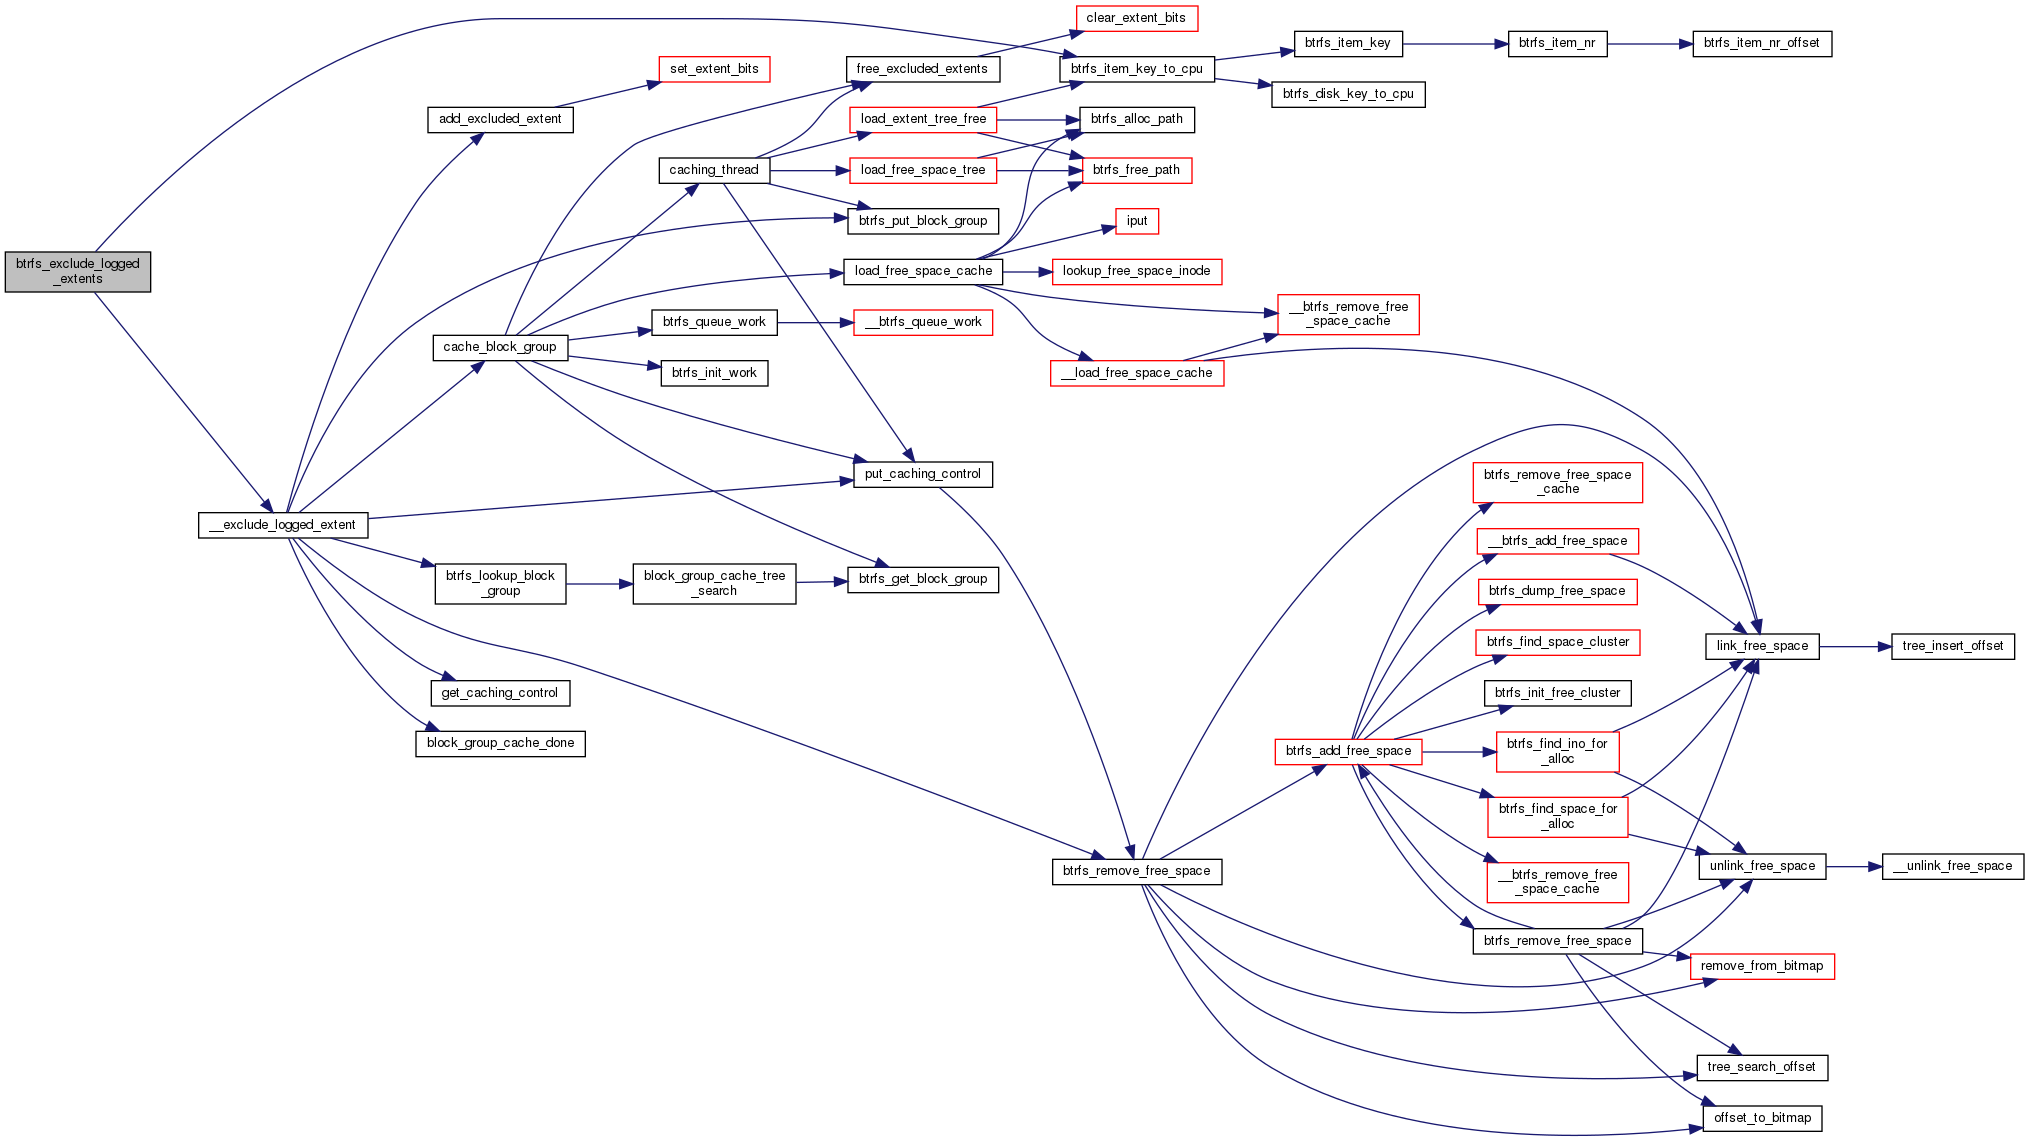 clear_extent_bits
btrfs_item_key
btrfs_item_nr
btrfs_item_nr_offset
set_extent_bits
free_excluded_extents
btrfs_item_key_to_cpu
btrfs_disk_key_to_cpu
add_excluded_extent
load_extent_tree_free
btrfs_alloc_path
caching_thread
load_free_space_tree
btrfs_free_path
btrfs_put_block_group
iput
btrfs_exclude_logged
_extents
load_free_space_cache
lookup_free_space_inode
btrfs_queue_work
__btrfs_queue_work
__btrfs_remove_free
_space_cache
cache_block_group
btrfs_init_work
__load_free_space_cache
put_caching_control
btrfs_remove_free_space
_cache
__exclude_logged_extent
__btrfs_add_free_space
btrfs_lookup_block
_group
block_group_cache_tree
_search
btrfs_get_block_group
btrfs_dump_free_space
btrfs_find_space_cluster
link_free_space
tree_insert_offset
get_caching_control
btrfs_init_free_cluster
block_group_cache_done
btrfs_add_free_space
btrfs_find_ino_for
_alloc
btrfs_find_space_for
_alloc
btrfs_remove_free_space
__btrfs_remove_free
_space_cache
unlink_free_space
__unlink_free_space
btrfs_remove_free_space
remove_from_bitmap
tree_search_offset
offset_to_bitmap